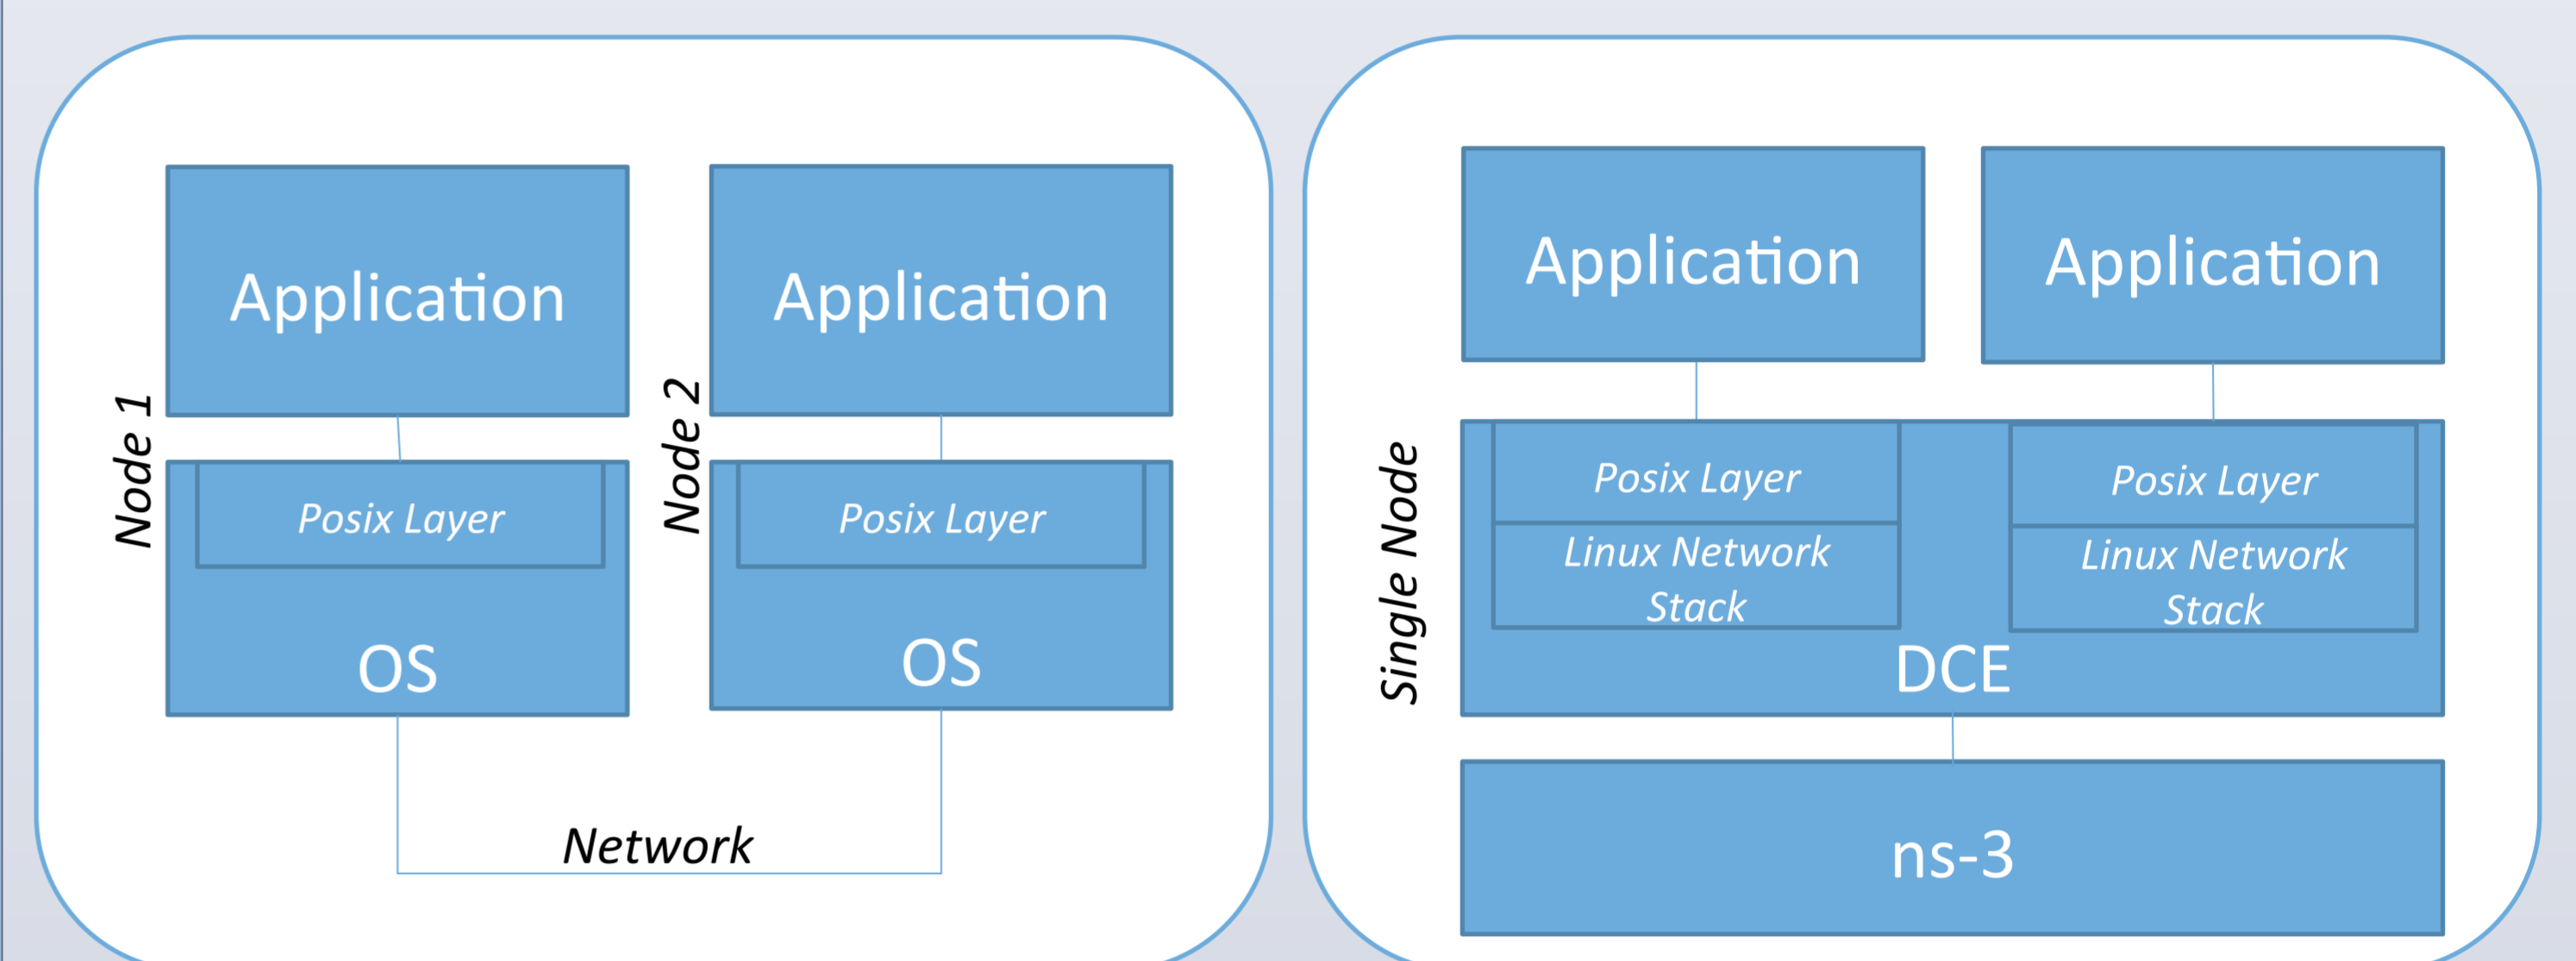 Node 1
Application
Posix Layer
OS
Node 2
Application
Posix Layer
OS
Network
Single Node
Application
Application
Posix Layer
Linux Network
Stack
Posix Layer
Linux Network
Stack
DCE
ns-3